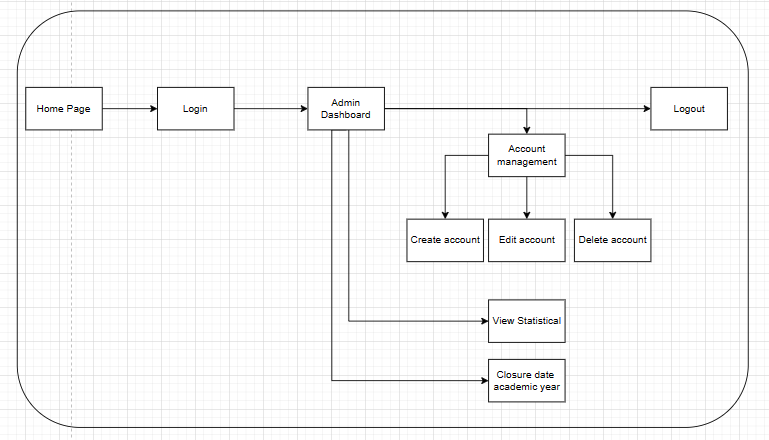 Home Page
Login
Admin
Dashboard
Logout
Account
management
Create account
Edit account
Delete account
View Statistical
Closure date
academic year